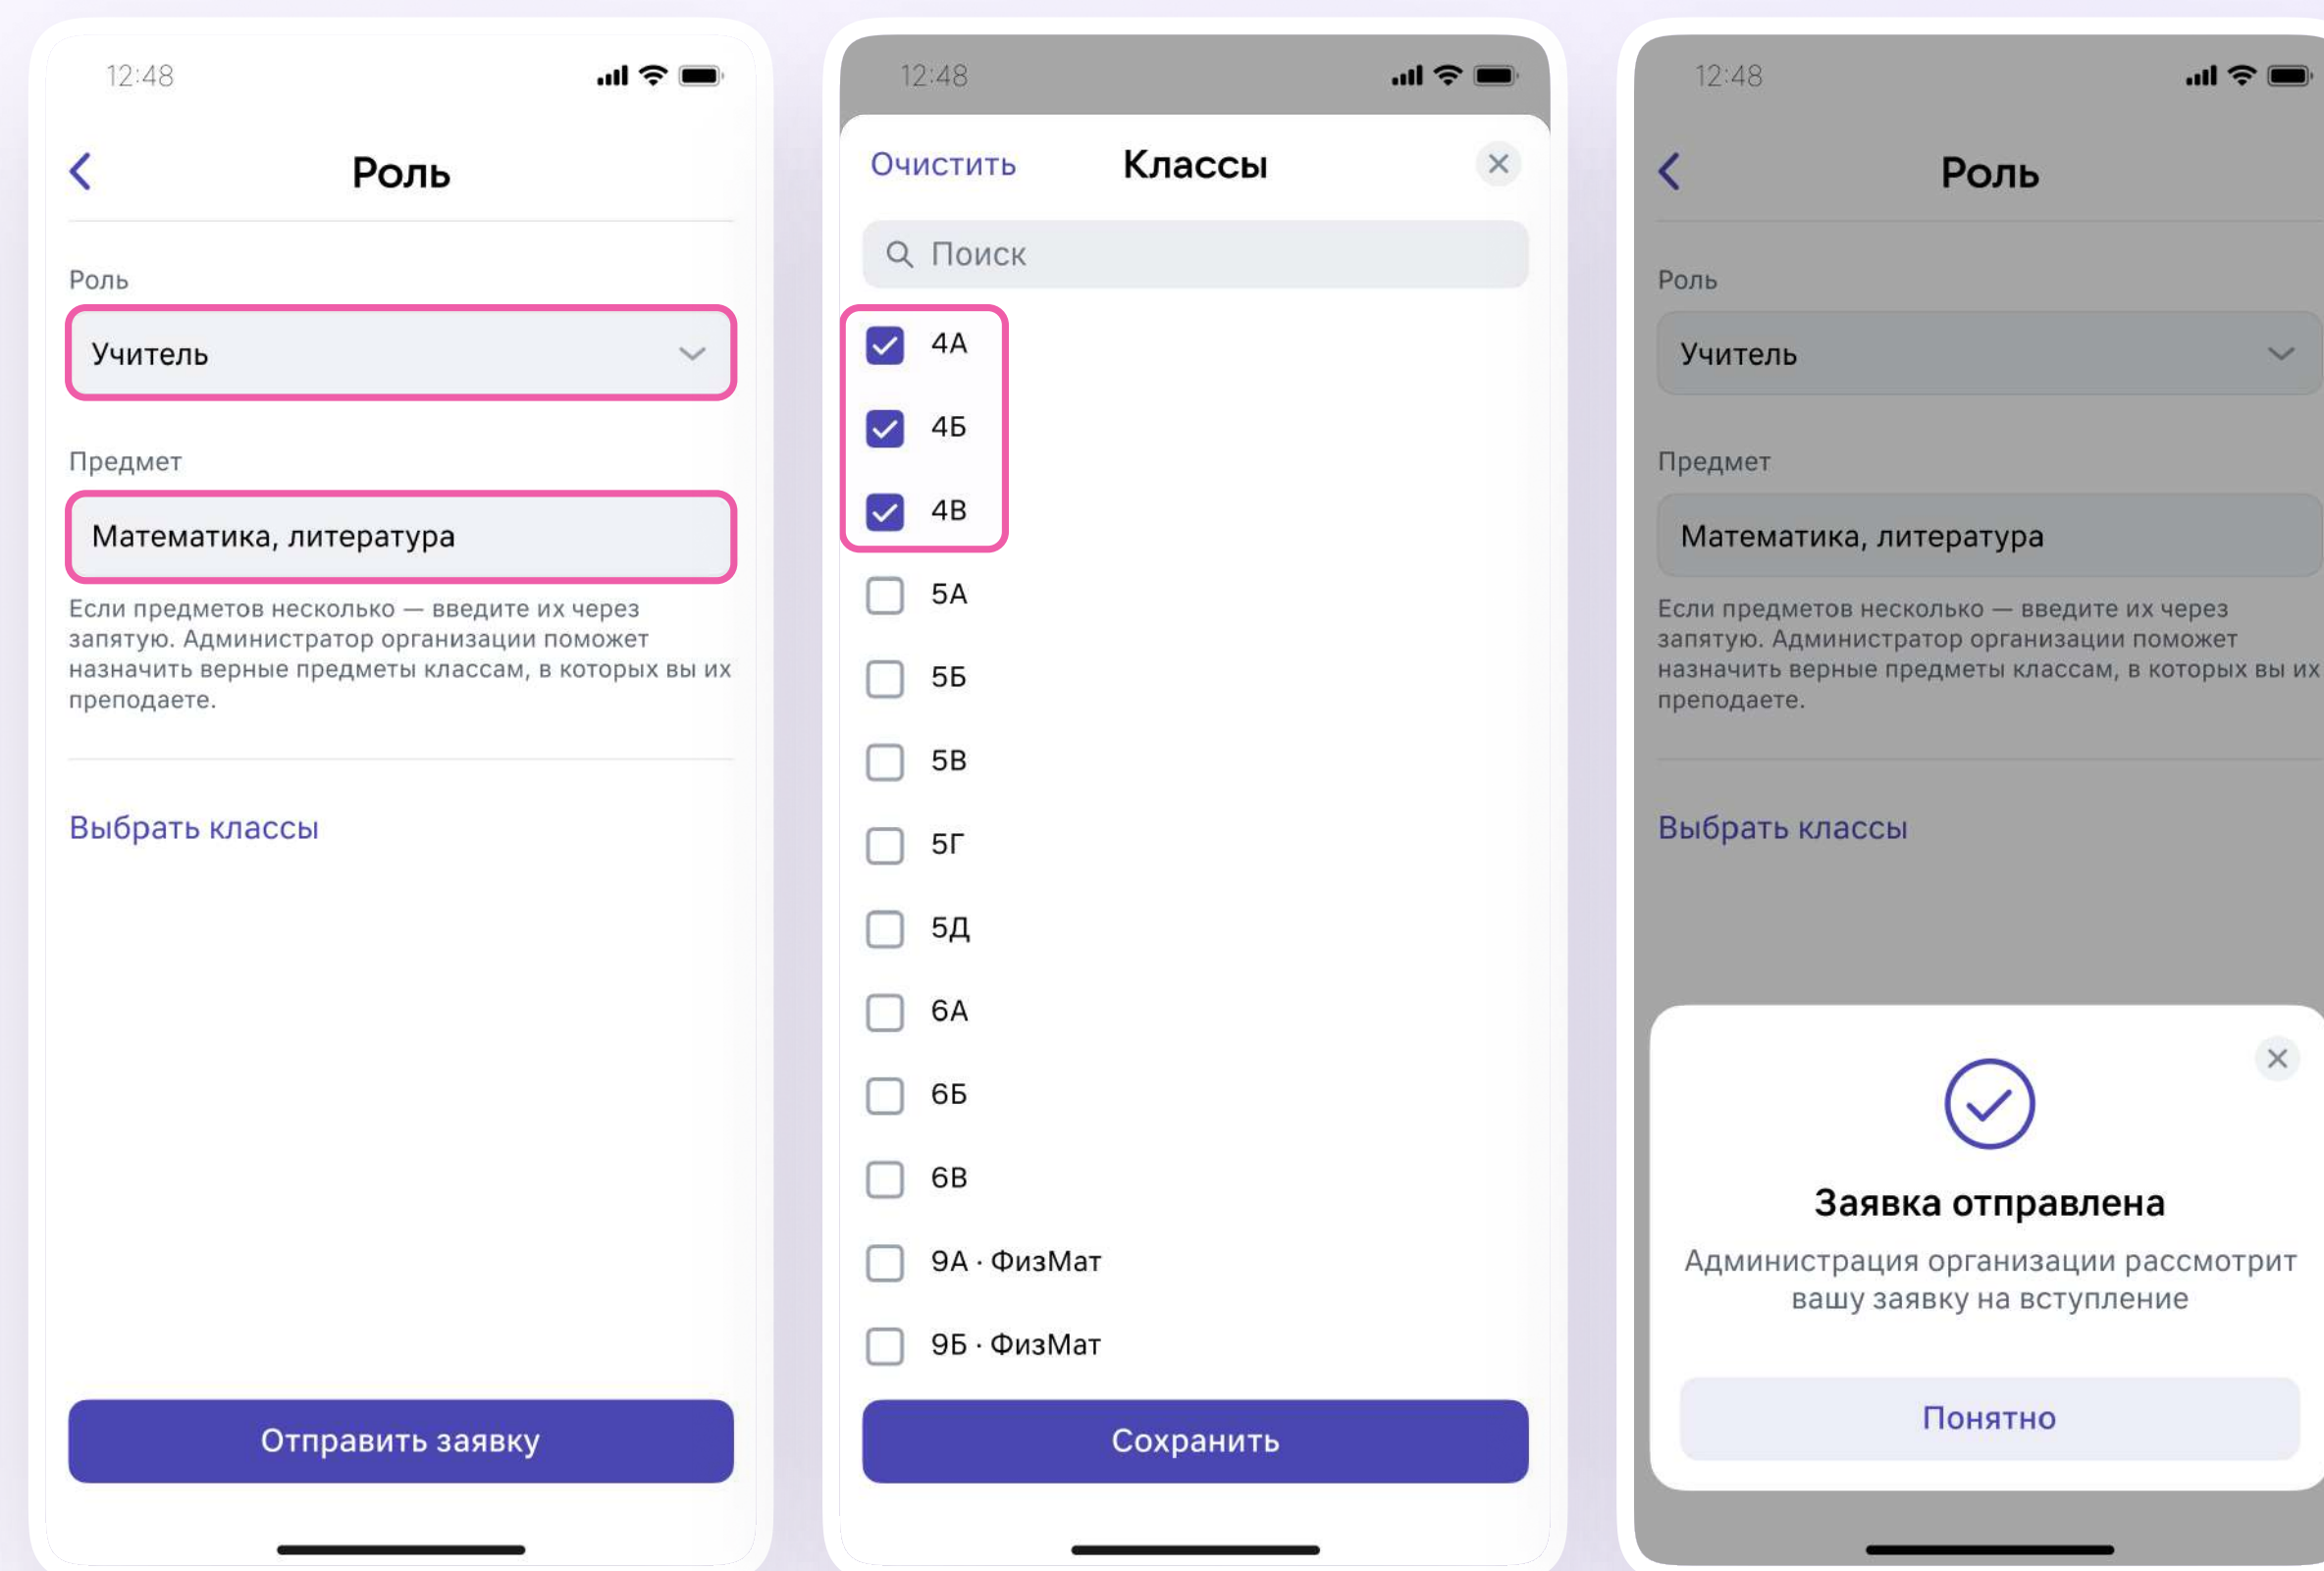 12:48
Роль
Роль
Учитель
Предмет
Математика, литература
Если предметов несколько — введите их через
запятую. Администратор организации поможет
назначить верные предметы классам, в которых вы их
преподаете.
Выбрать классы
Отправить заявку
12:48
Очистить
Классы
Поиск
4А
4Б
4В
5А
5Б
5В
5Г
5Д
6А
6Б
6В
9А · ФизМат
9Б · ФизМат
Сохранить
12:48
Роль
Роль
Учитель
Предмет
Математика, литература
Если предметов несколько — введите их через
запятую. Администратор организации поможет
назначить верные предметы классам, в которых вы их
преподаете.
Выбрать классы
Заявка отправлена
Администрация организации рассмотрит
вашу заявку на вступление
Понятно